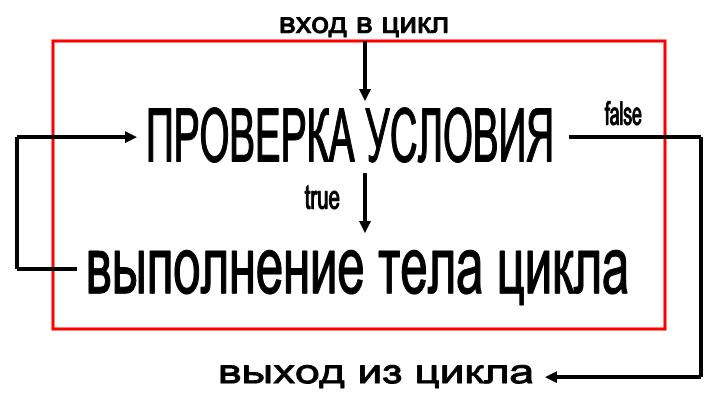 вход в цикл
ПРОВЕРКА УСЛОВИЯ
false
true
выполнение тела цикла
выход из цикла